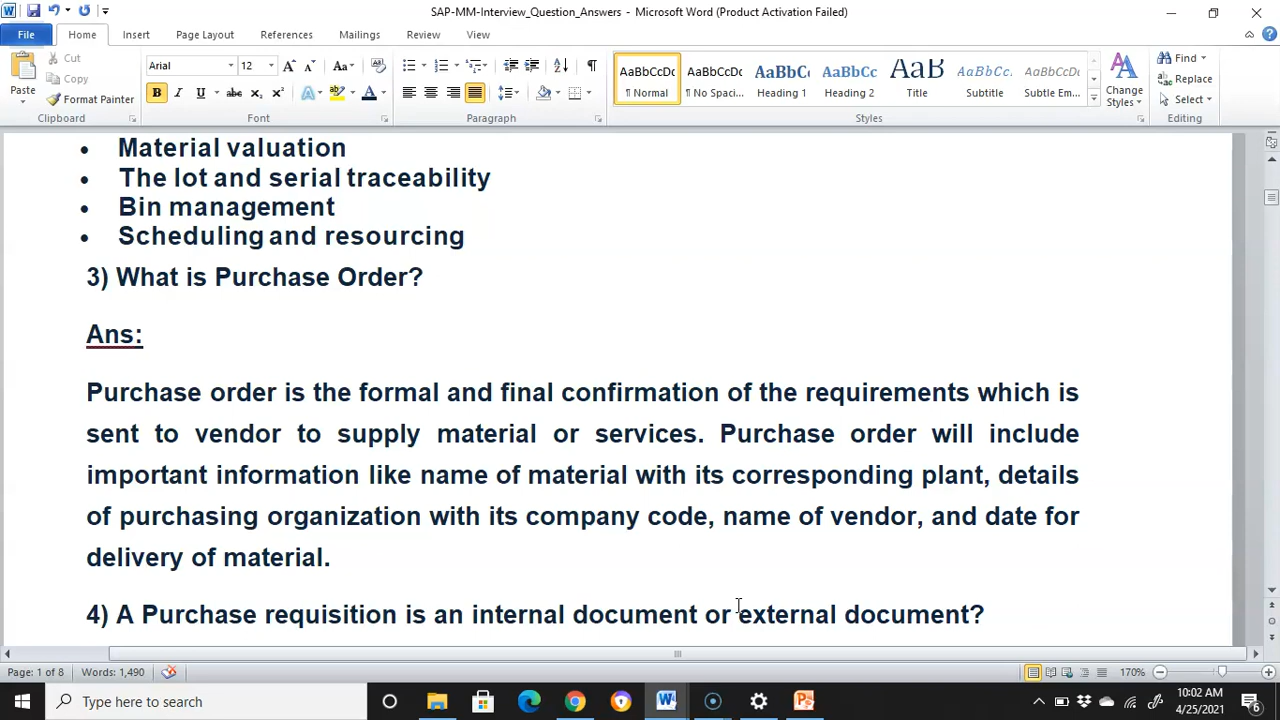 SAP-MM-Interview_Question_Answers - Microsoft Word (Product Activation Failed)
File Home Insert Page Layout References Mailings Review View
Paste
Cut
Copy
Format Painter
Clipboard
Arial 12
Font
Paragraph
AaBbCcDc AaBbCcDc AaBbC AaBbCc AaB AaBbCc. AaBbCcDc
¶ Normal ¶ No Spaci... Heading 1 Heading 2 Title Subtitle Subtle Em...
Change Styles
Styles
Find
Replace
Select
Editing
• Material valuation
• The lot and serial traceability
• Bin management
• Scheduling and resourcing
3) What is Purchase Order?
Ans:
Purchase order is the formal and final confirmation of the requirements which is
sent to vendor to supply material or services. Purchase order will include
important information like name of material with its corresponding plant, details
of purchasing organization with its company code, name of vendor, and date for
delivery of material.
4) A Purchase requisition is an internal document or external document?
Page: 1 of 8 Words: 1,490 170%
Type here to search
10:02 AM
4/25/2021
6